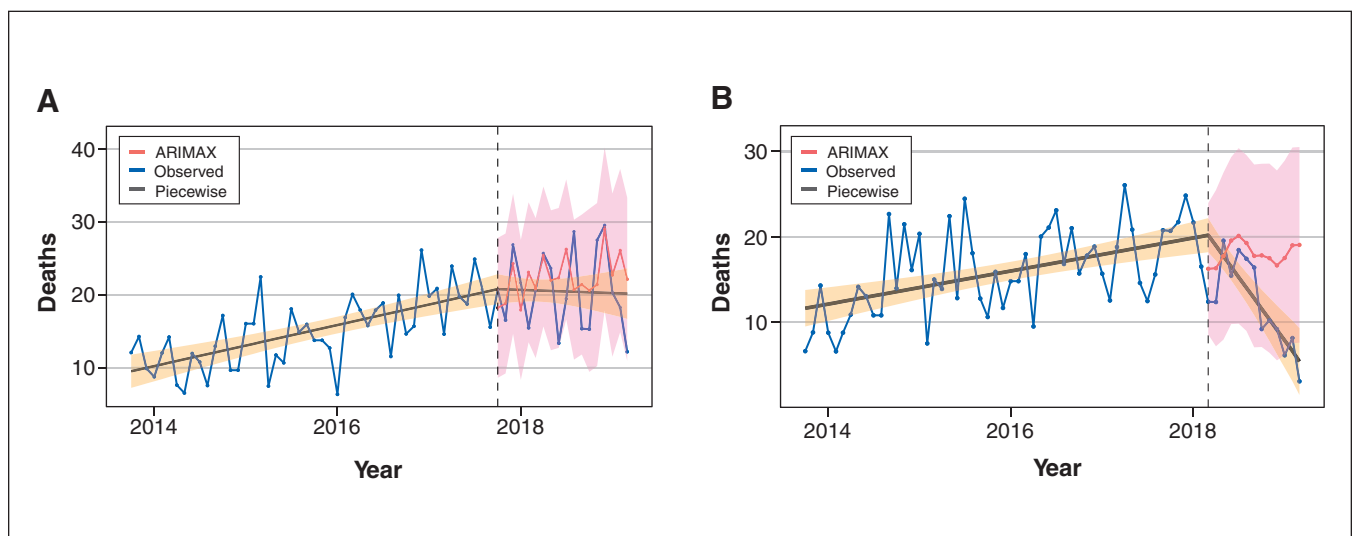 A
ARIMAX
Observed
Piecewise
40
30
20
10
Deaths
2014
2016
2018
Year
B
ARIMAX
Observed
Piecewise
30
20
10
Deaths
2014
2016
2018
Year